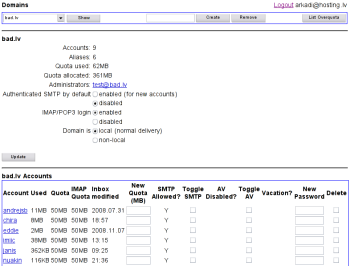 Domains Logout arkadi@hosting.lv
bad.lv Show Create Remove List Overquota
bad.lv
Accounts: 9
Aliases: 6
Quota used: 62MB
Quota allocated: 361MB
Administrators: test@bad.lv
Authenticated SMTP by default enabled (for new accounts)
disabled
IMAP/POP3 login enabled
disabled
Domain is local (normal delivery)
non-local
Update
bad.lv Accounts
Account Used Quota IMAP Quota Inbox modified New Quota (MB) SMTP Allowed? Toggle SMTP AV Disabled? Toggle AV Vacation? New Password Delete
andrejsb 11MB 50MB 50MB 2008.07.31 Y
chira 8MB 50MB 50MB 18:57 Y
eddie 2MB 50MB 50MB 2008.11.07 Y
imic 38MB 50MB 50MB 13:15 Y
janis 362KB 50MB 50MB 09:25 Y
nuakin 116KB 50MB 50MB 21:36 Y